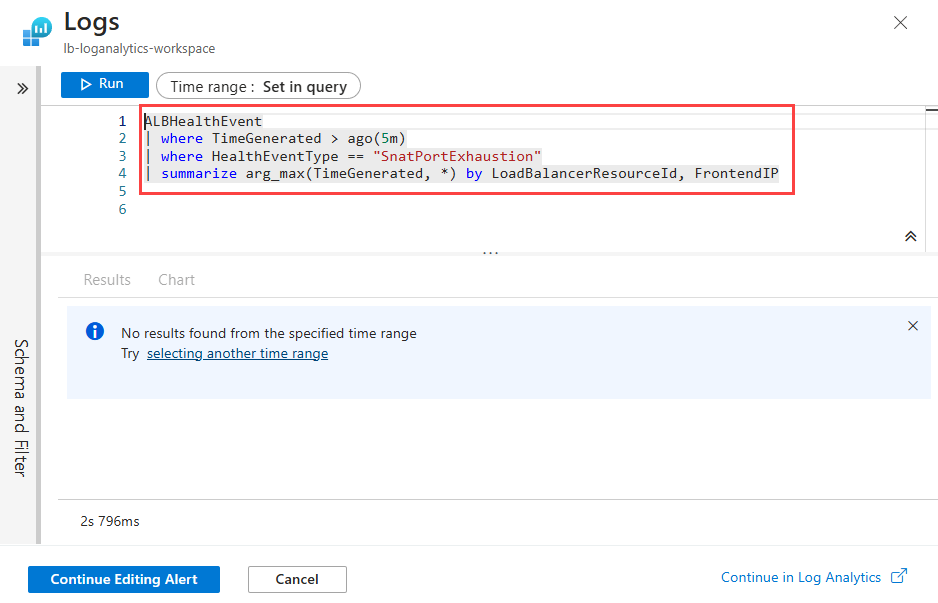 Logs
lb-loganalytics-workspace
Run
Time range : Set in query
1 ALBHealthEvent
2 | where TimeGenerated > ago(5m)
3 | where HealthEventType == "SnatPortExhaustion"
4 | summarize arg_max(TimeGenerated, *) by LoadBalancerResourceId, FrontendIP
5
6
Schema and Filter
Results Chart
No results found from the specified time range
Try selecting another time range
2s 796ms
Continue Editing Alert
Cancel
Continue in Log Analytics